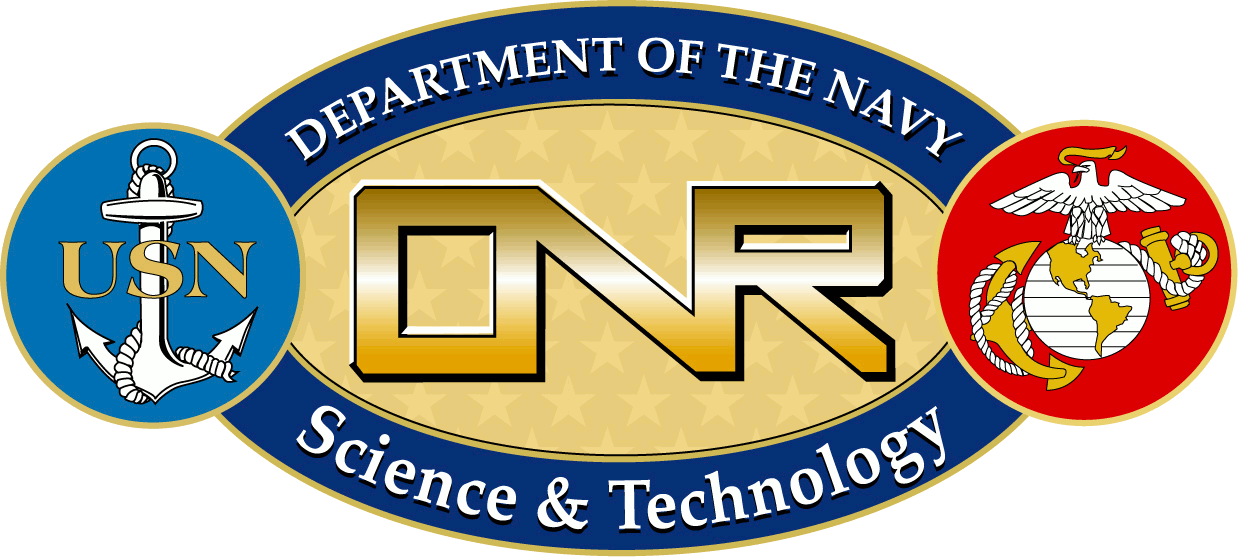 DEPARTMENT OF THE NAVY
USN
ONR
Science & Technology